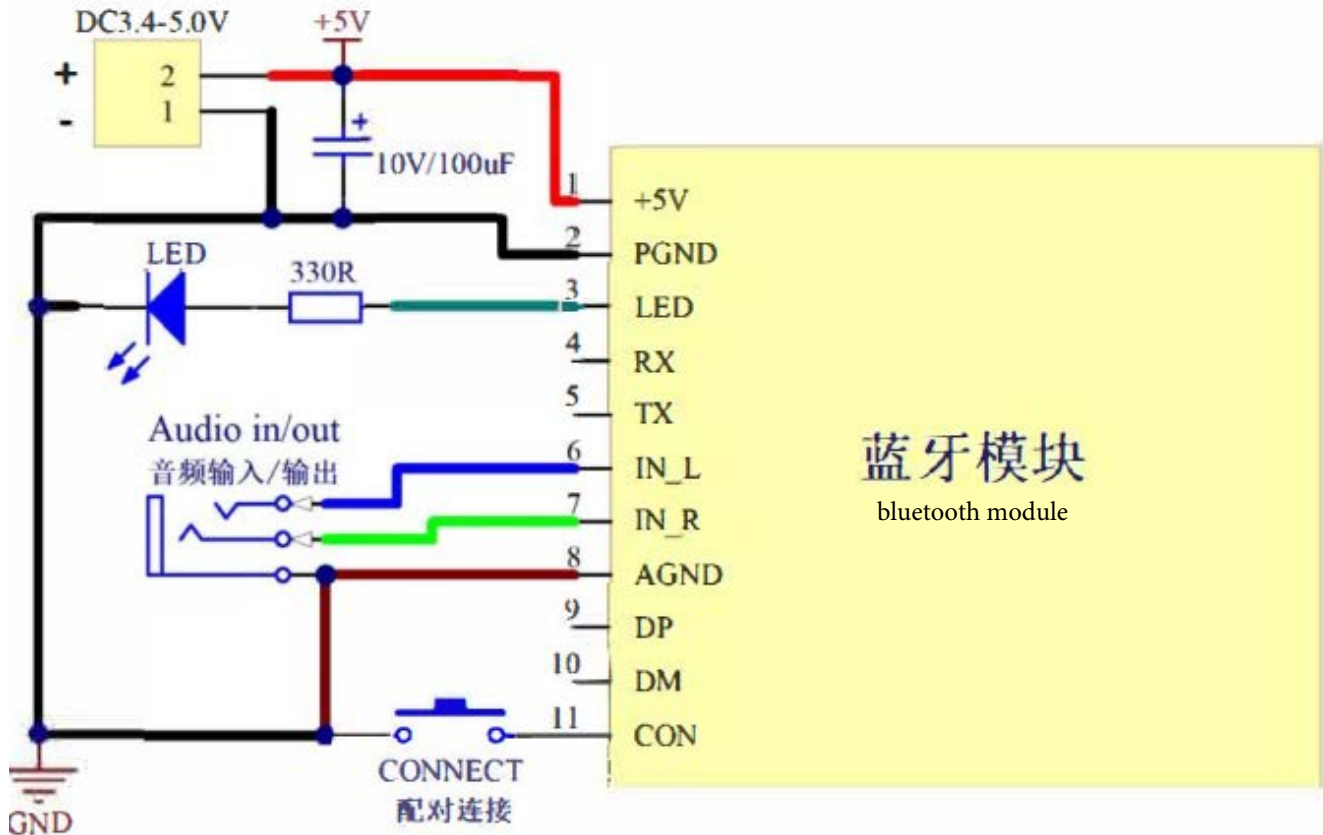 DC3.4-5.0V
+5V
+
2
1
-
+
10V/100uF
1
+5V
2
PGND
LED
330R
3
LED
4
RX
5
TX
Audio in/out
音频输入/输出
6
IN_L
7
IN_R
8
AGND
9
DP
10
DM
11
CON
蓝牙模块
bluetooth module
CONNECT
配对连接
GND